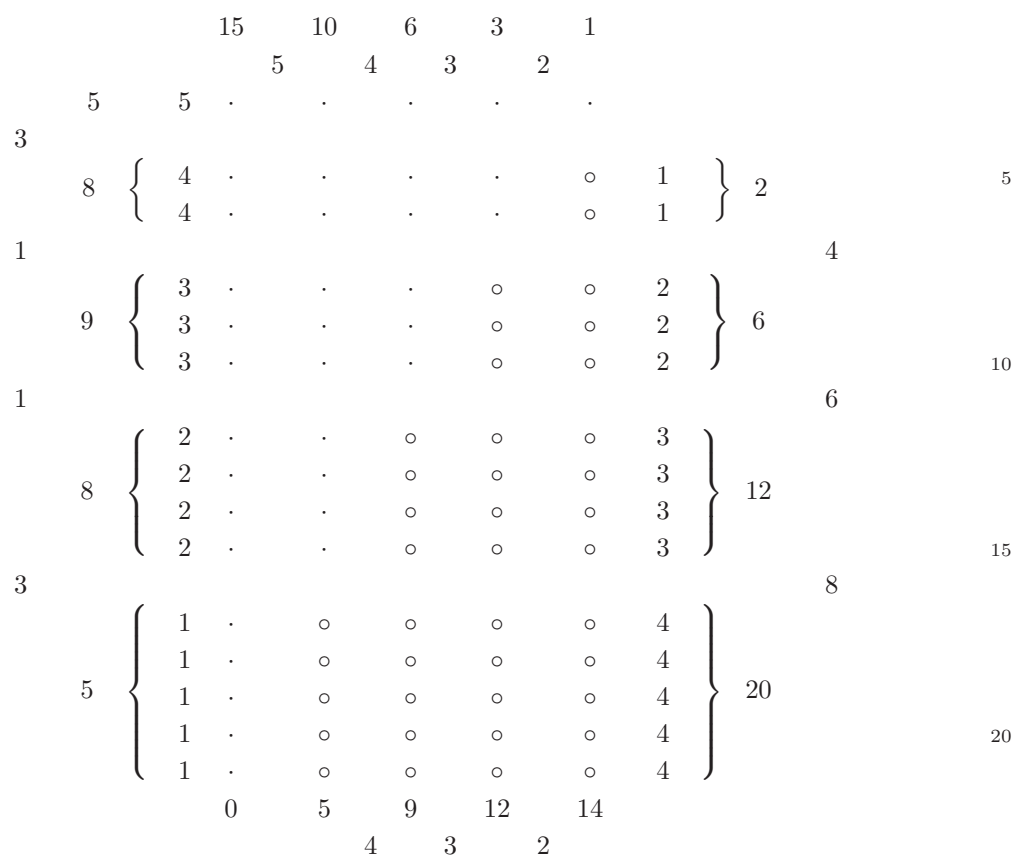 15 10 6 3 1
5 4 3 2
5 5 · · · · ·
3
4 · · · · ○ 1
8 { } 2 5
4 · · · · ○ 1
1 4
3 · · · ○ ○ 2
9 { 3 · · · ○ ○ 2 } 6
3 · · · ○ ○ 2 10
1 6
2 · · ○ ○ ○ 3
2 · · ○ ○ ○ 3
8 { } 12
2 · · ○ ○ ○ 3
2 · · ○ ○ ○ 3 15
3 8
1 · ○ ○ ○ ○ 4
1 · ○ ○ ○ ○ 4
5 { 1 · ○ ○ ○ ○ 4 } 20
1 · ○ ○ ○ ○ 4 20
1 · ○ ○ ○ ○ 4
0 5 9 12 14
4 3 2